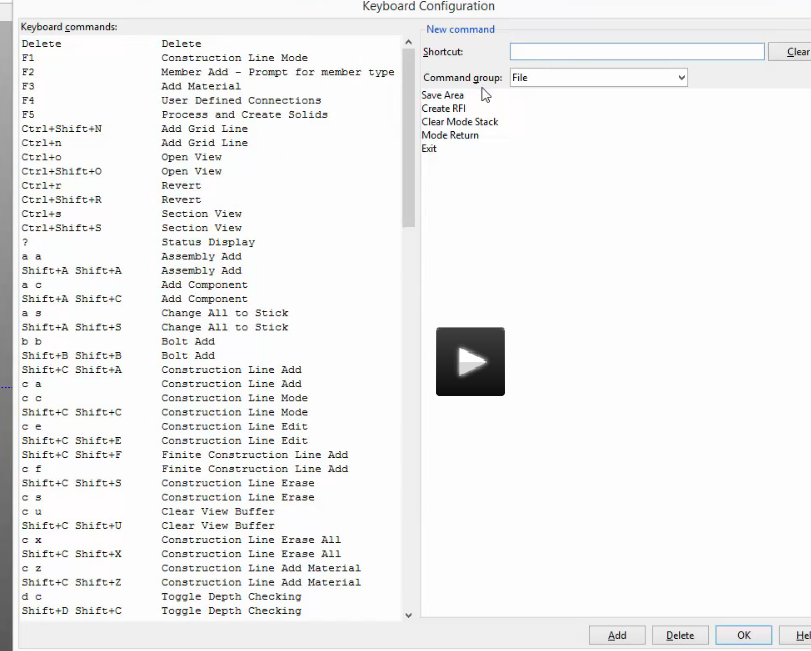 Keyboard Configuration
Keyboard commands:
Delete Delete
F1 Construction Line Mode
F2 Member Add - Prompt for member type
F3 Add Material
F4 User Defined Connections
F5 Process and Create Solids
Ctrl+Shift+N Add Grid Line
Ctrl+n Add Grid Line
Ctrl+o Open View
Ctrl+Shift+O Open View
Ctrl+r Revert
Ctrl+Shift+R Revert
Ctrl+s Section View
Ctrl+Shift+S Section View
? Status Display
a a Assembly Add
Shift+A Shift+A Assembly Add
a c Add Component
Shift+A Shift+C Add Component
a s Change All to Stick
Shift+A Shift+S Change All to Stick
b b Bolt Add
Shift+B Shift+B Bolt Add
Shift+C Shift+A Construction Line Add
c a Construction Line Add
c c Construction Line Mode
Shift+C Shift+C Construction Line Mode
c e Construction Line Edit
Shift+C Shift+E Construction Line Edit
Shift+C Shift+F Finite Construction Line Add
c f Finite Construction Line Add
Shift+C Shift+S Construction Line Erase
c s Construction Line Erase
c u Clear View Buffer
Shift+C Shift+U Clear View Buffer
c x Construction Line Erase All
Shift+C Shift+X Construction Line Erase All
c z Construction Line Add Material
Shift+C Shift+Z Construction Line Add Material
d c Toggle Depth Checking
Shift+D Shift+C Toggle Depth Checking
New command
Shortcut: Clear
Command group: File
Save Area
Create RFI
Clear Mode Stack
Mode Return
Exit
Add Delete OK Hel